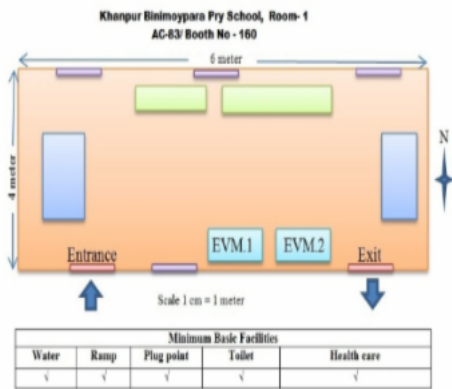 Khanpur Binimoypara Pry School, Room- 1
AC-83/ Booth No - 160
6 meter
4 meter
N
EVM.1 EVM.2
Entrance Exit
Scale 1 cm = 1 meter
Minimum Basic Facilities
Water Ramp Plug point Toilet Health care
√ √ √ √ √